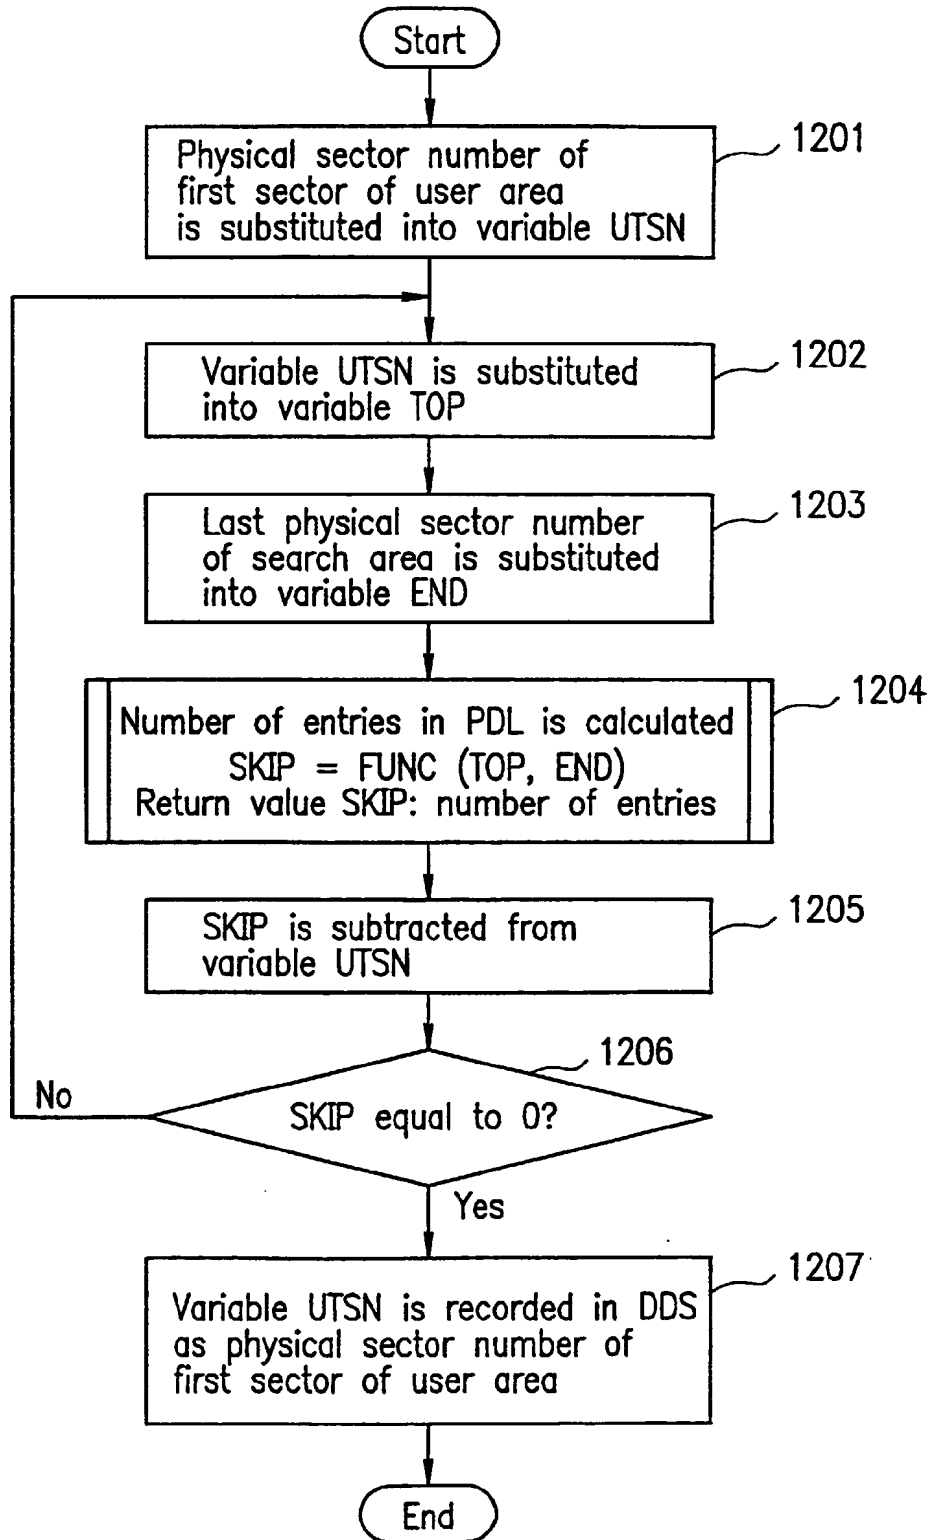 Start
1201
Physical sector number of
first sector of user area
is substituted into variable UTSN
1202
Variable UTSN is substituted
into variable TOP
1203
Last physical sector number
of search area is substituted
into variable END
1204
Number of entries in PDL is calculated
SKIP = FUNC (TOP, END)
Return value SKIP: number of entries
1205
SKIP is subtracted from
variable UTSN
1206
No
SKIP equal to 0?
Yes
1207
Variable UTSN is recorded in DDS
as physical sector number of
first sector of user area
End